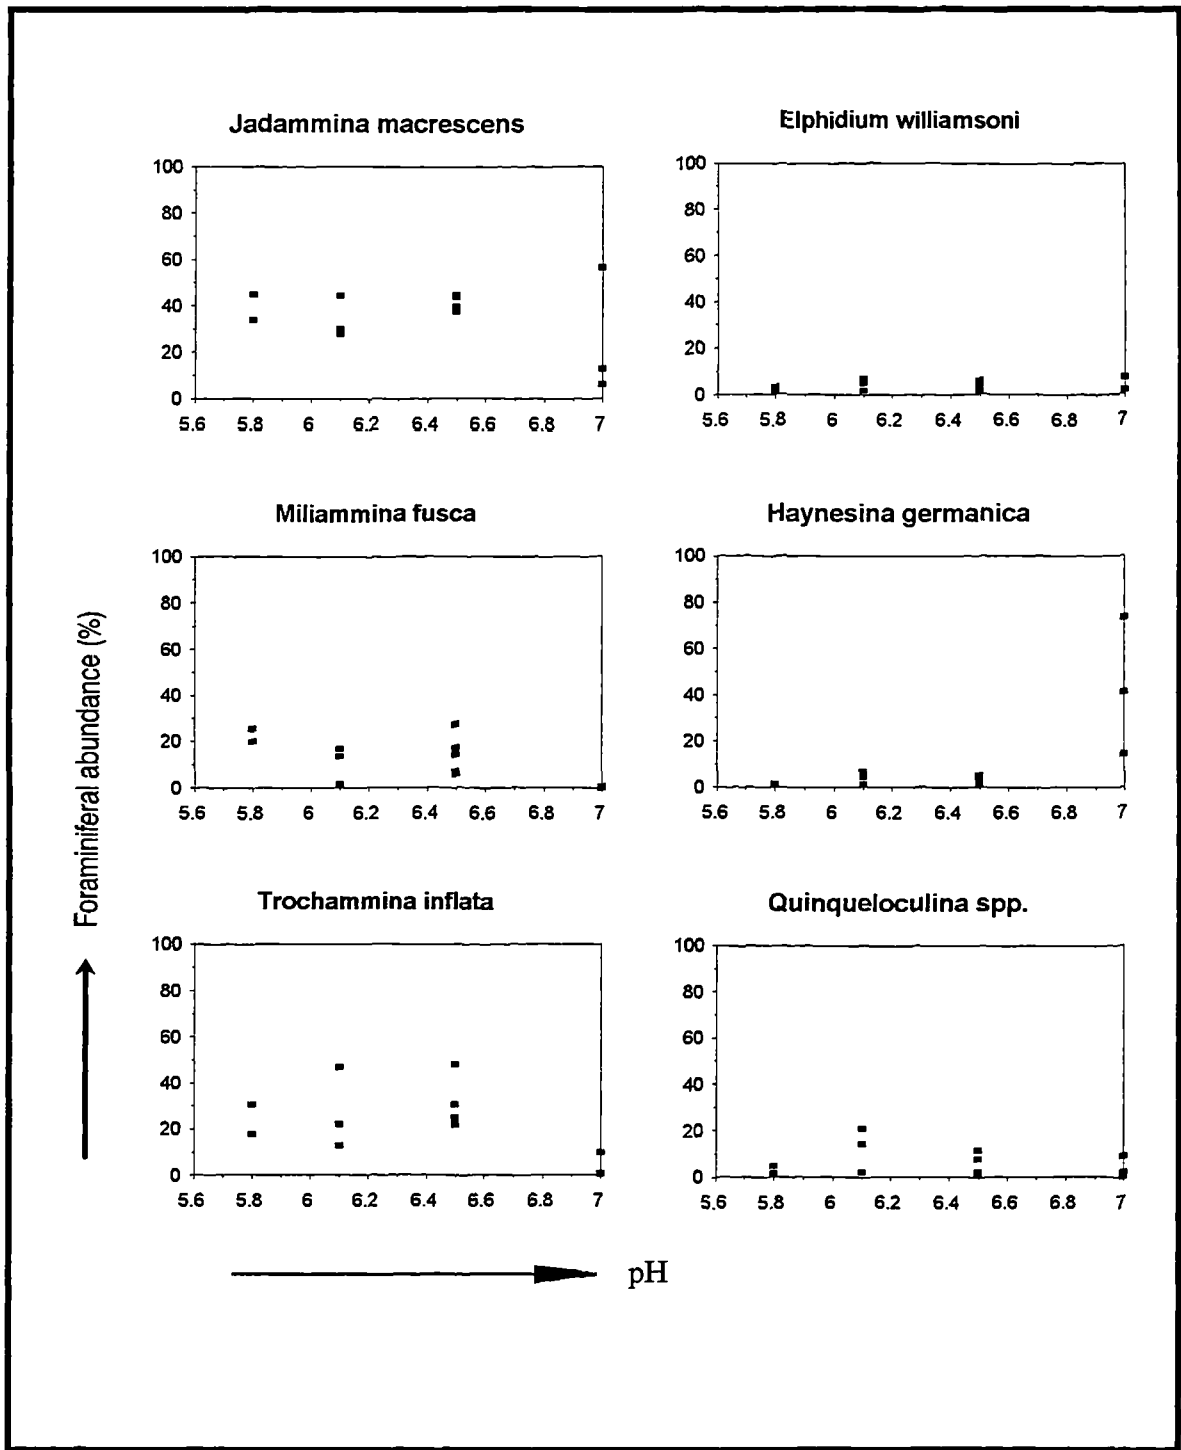 Jadammina macrescens
100
80
60
40
20
0
5.6 5.8 6 6.2 6.4 6.6 6.8 7
Elphidium williamsoni
100
80
60
40
20
0
5.6 5.8 6 6.2 6.4 6.6 6.8 7
Miliammina fusca
100
80
60
40
20
0
5.6 5.8 6 6.2 6.4 6.6 6.8 7
Haynesina germanica
100
80
60
40
20
0
5.6 5.8 6 6.2 6.4 6.6 6.8 7
Trochammina inflata
100
80
60
40
20
0
5.6 5.8 6 6.2 6.4 6.6 6.8 7
Quinqueloculina spp.
100
80
60
40
20
0
5.6 5.8 6 6.2 6.4 6.6 6.8 7
Foraminiferal abundance (%)
pH